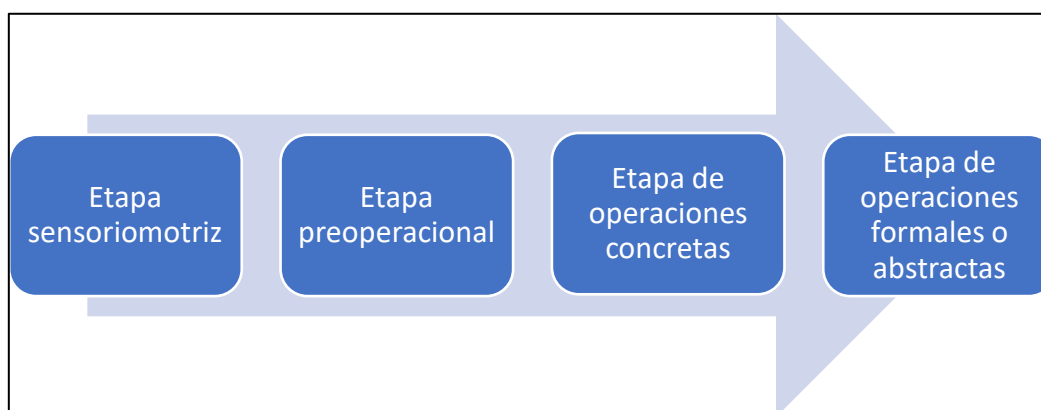 Etapa
sensoriomotriz
Etapa
preoperacional
Etapa de
operaciones
concretas
Etapa de
operaciones
formales o
abstractas